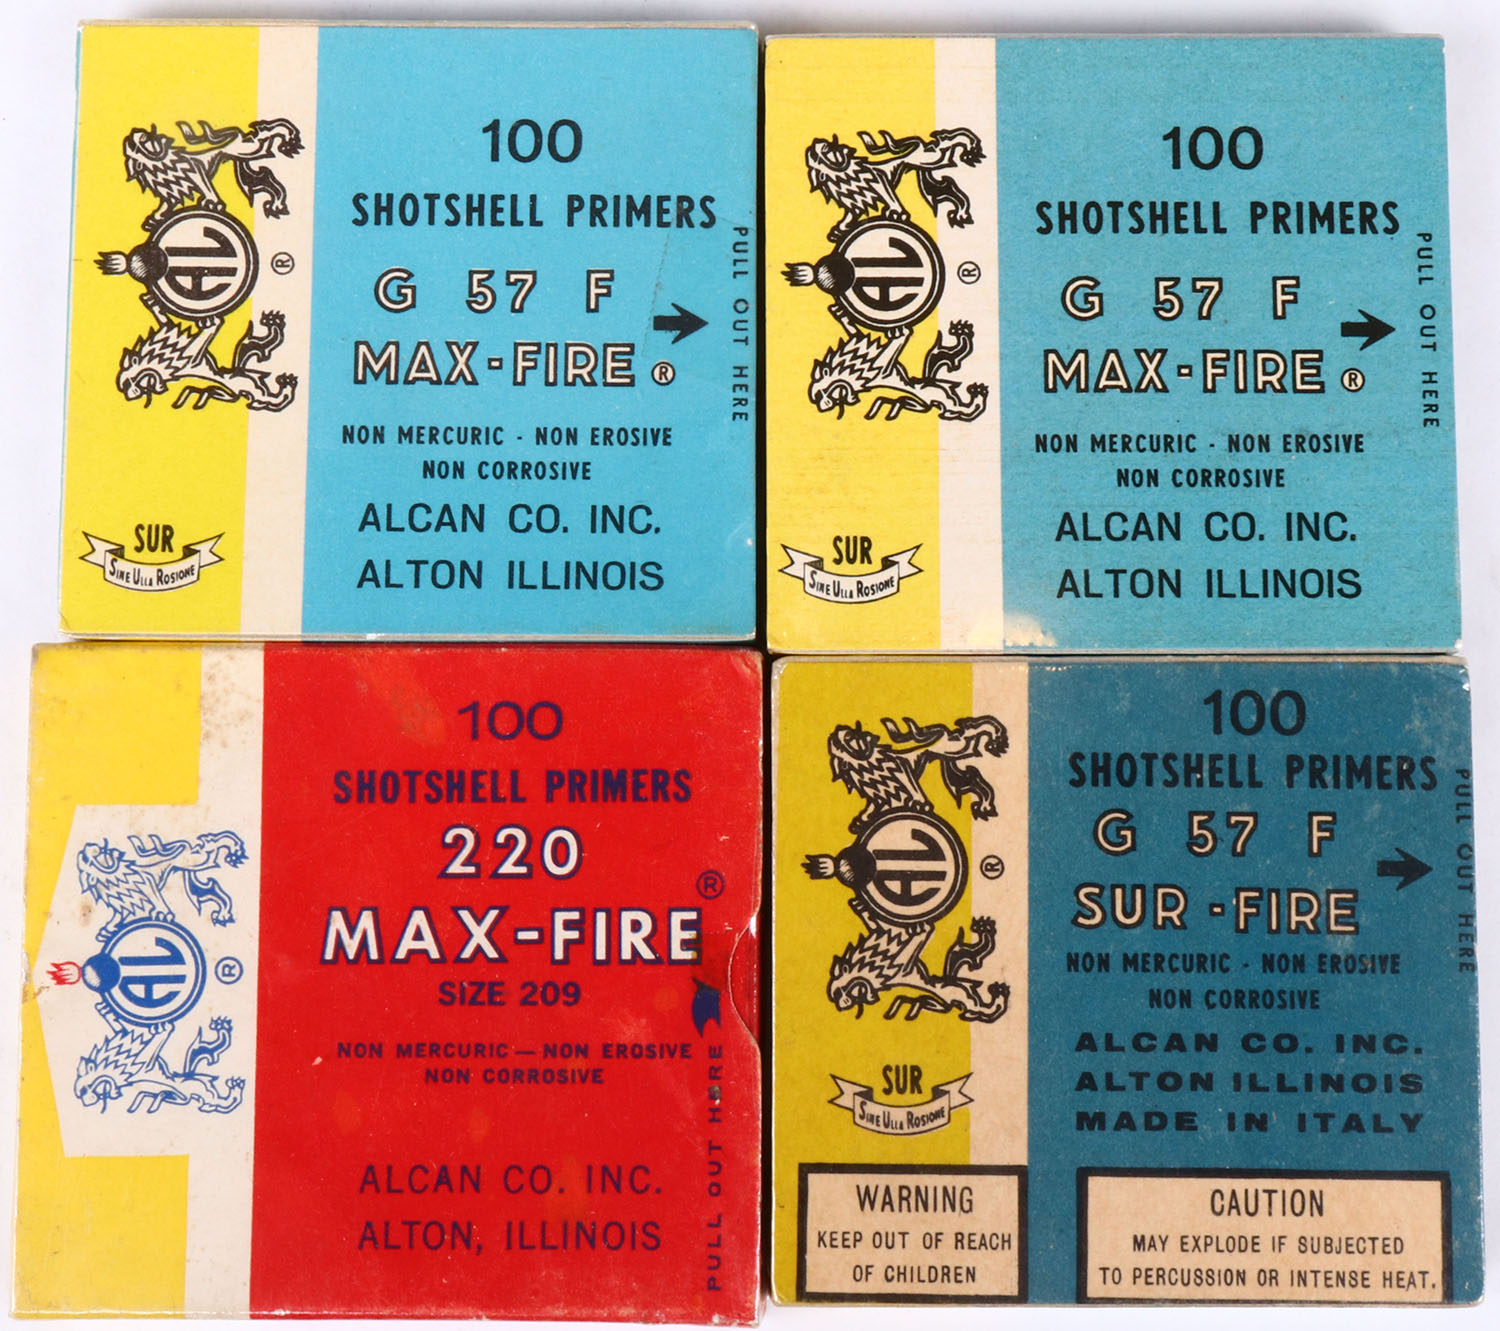 100
SHOTSHELL PRIMERS
G 57 F
MAX-FIRE ®
NON MERCURIC - NON EROSIVE
NON CORROSIVE
ALCAN CO. INC.
ALTON ILLINOIS
PULL OUT HERE
AL
®
SUR
SINE ULLA ROSIONE
100
SHOTSHELL PRIMERS
G 57 F
MAX-FIRE ®
NON MERCURIC - NON EROSIVE
NON CORROSIVE
ALCAN CO. INC.
ALTON ILLINOIS
PULL OUT HERE
AL
®
SUR
SINE ULLA ROSIONE
100
SHOTSHELL PRIMERS
220
MAX-FIRE ®
SIZE 209
NON MERCURIC — NON EROSIVE
NON CORROSIVE
ALCAN CO. INC.
ALTON, ILLINOIS
PULL OUT HERE
AL
®
100
SHOTSHELL PRIMERS
G 57 F
SUR-FIRE
NON MERCURIC - NON EROSIVE
NON CORROSIVE
ALCAN CO. INC.
ALTON ILLINOIS
MADE IN ITALY
PULL OUT HERE
AL
®
SUR
SINE ULLA ROSIONE
WARNING
KEEP OUT OF REACH
OF CHILDREN
CAUTION
MAY EXPLODE IF SUBJECTED
TO PERCUSSION OR INTENSE HEAT.